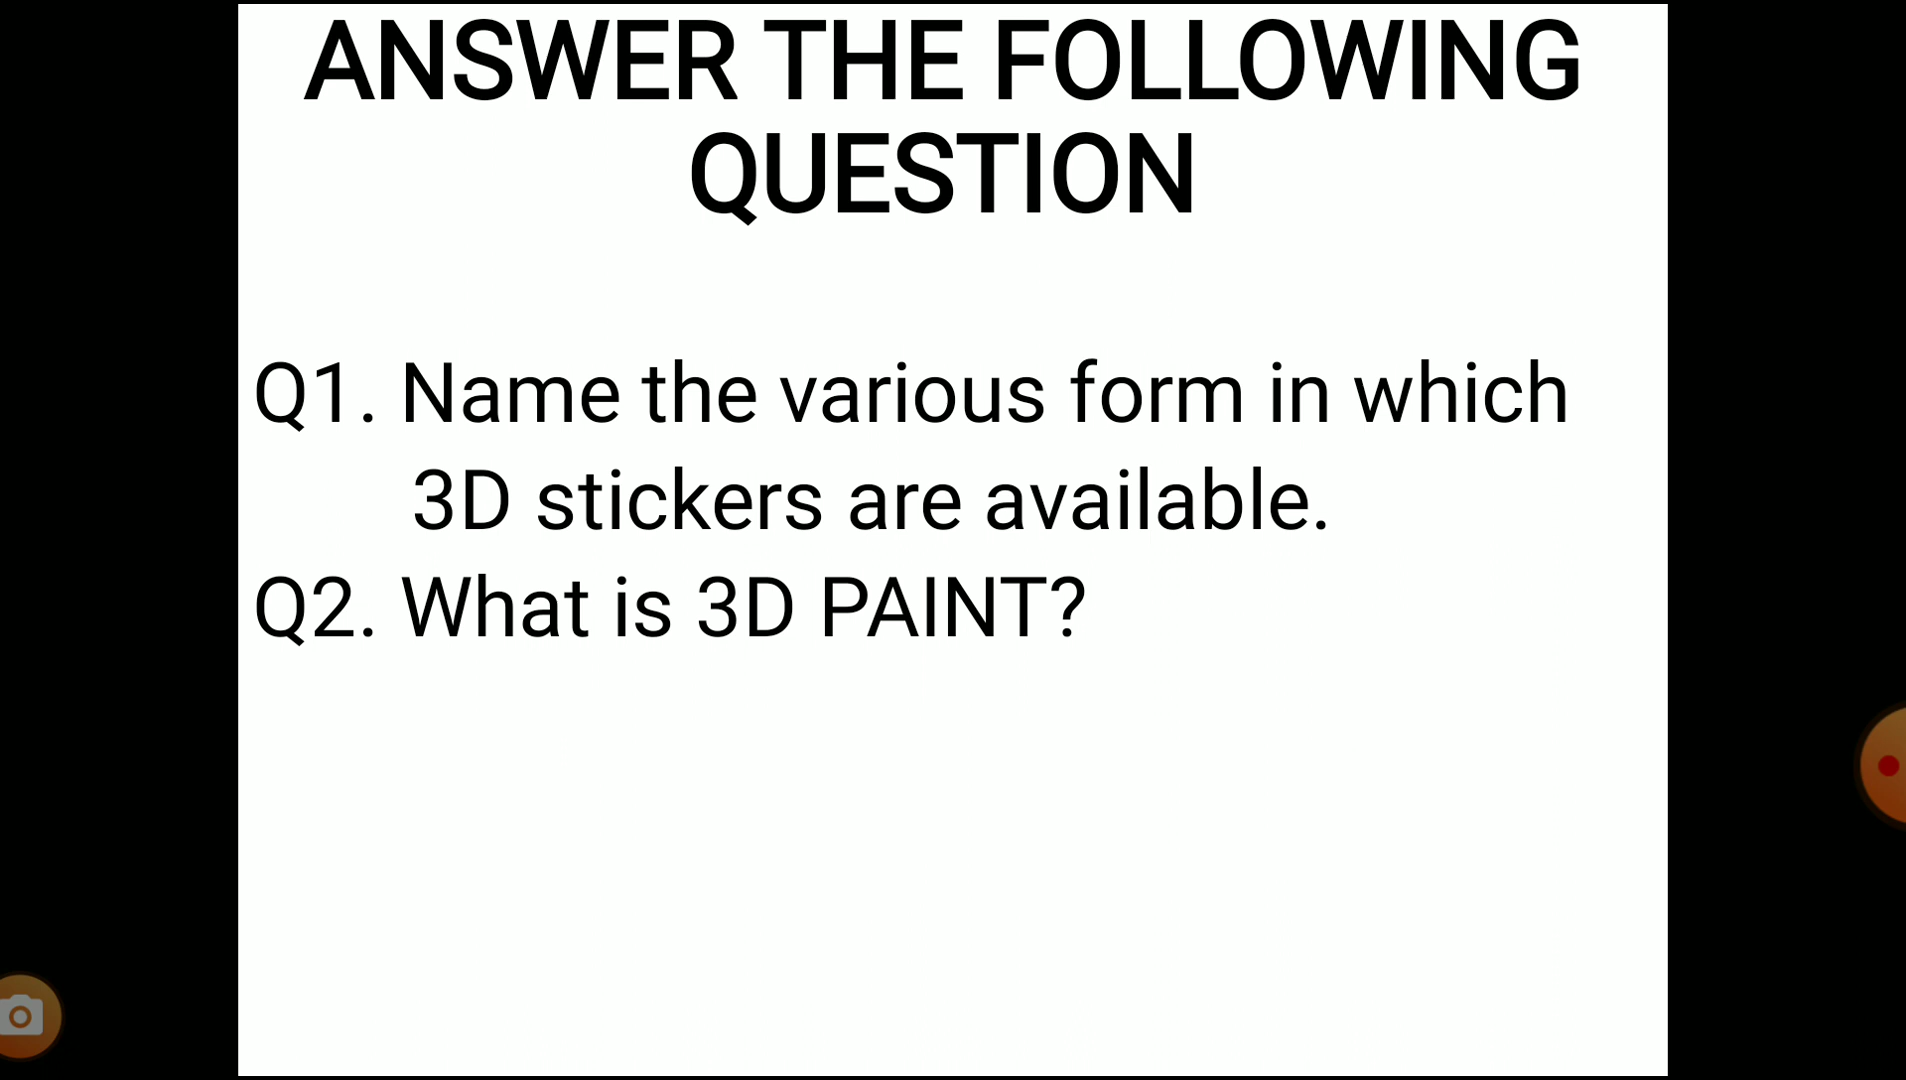 ANSWER THE FOLLOWING
QUESTION
Q1. Name the various form in which
3D stickers are available.
Q2. What is 3D PAINT?